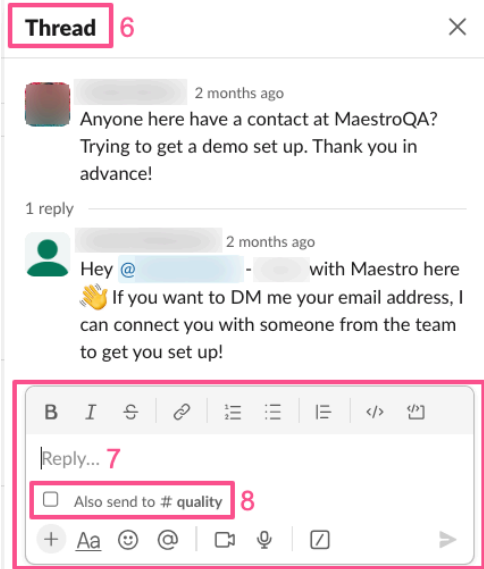 Thread 6
2 months ago
Anyone here have a contact at MaestroQA?
Trying to get a demo set up. Thank you in
advance!
1 reply
2 months ago
Hey @ - with Maestro here
👋 If you want to DM me your email address, I
can connect you with someone from the team
to get you set up!
B I S
Reply... 7
Also send to # quality 8
+ Aa @